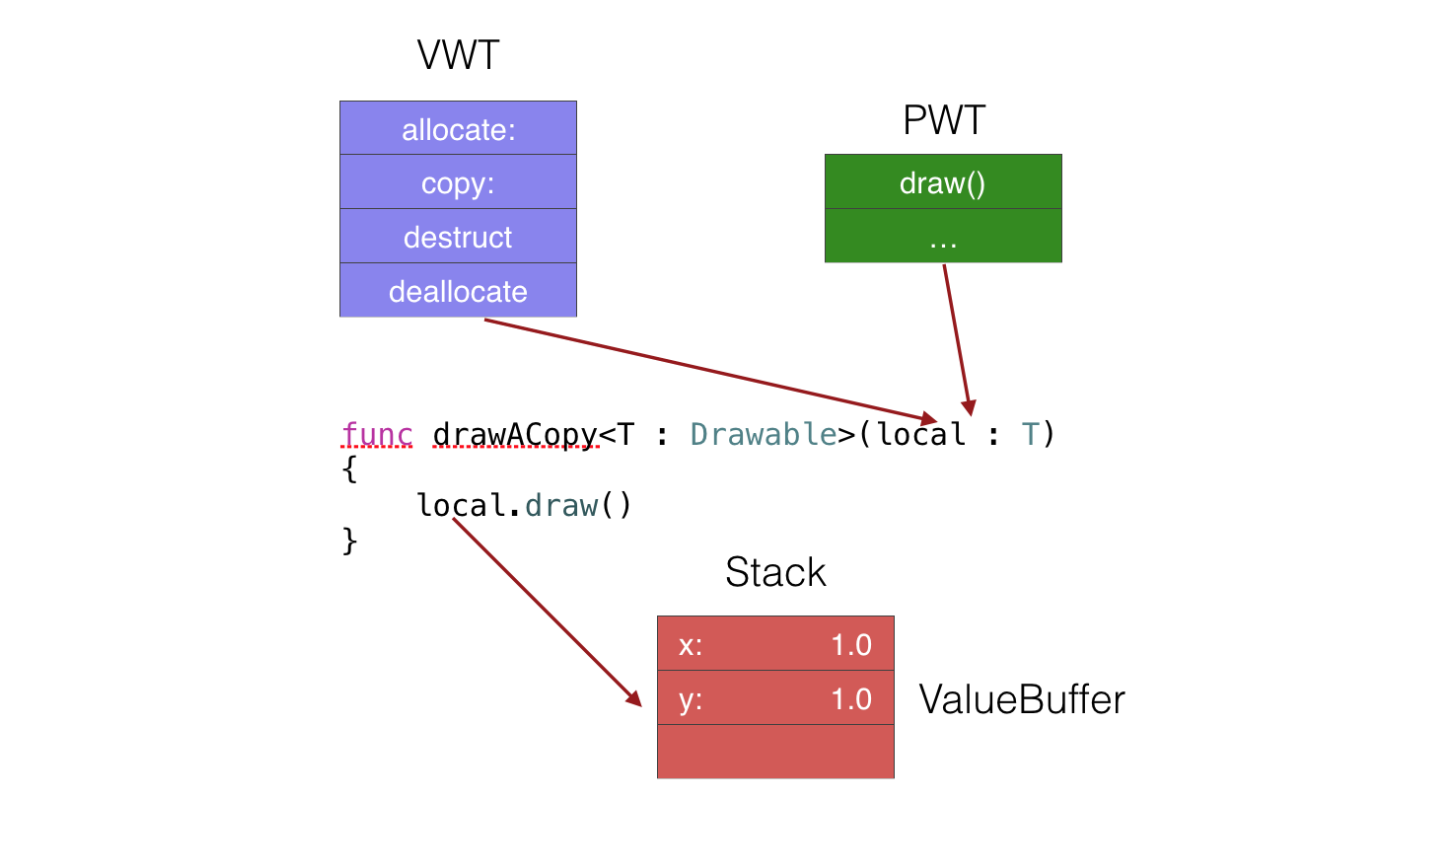 VWT
allocate:
copy:
destruct
deallocate
PWT
draw()
...
func drawACopy<T : Drawable>(local : T)
{
local.draw()
}
Stack
x: 1.0
y: 1.0
ValueBuffer